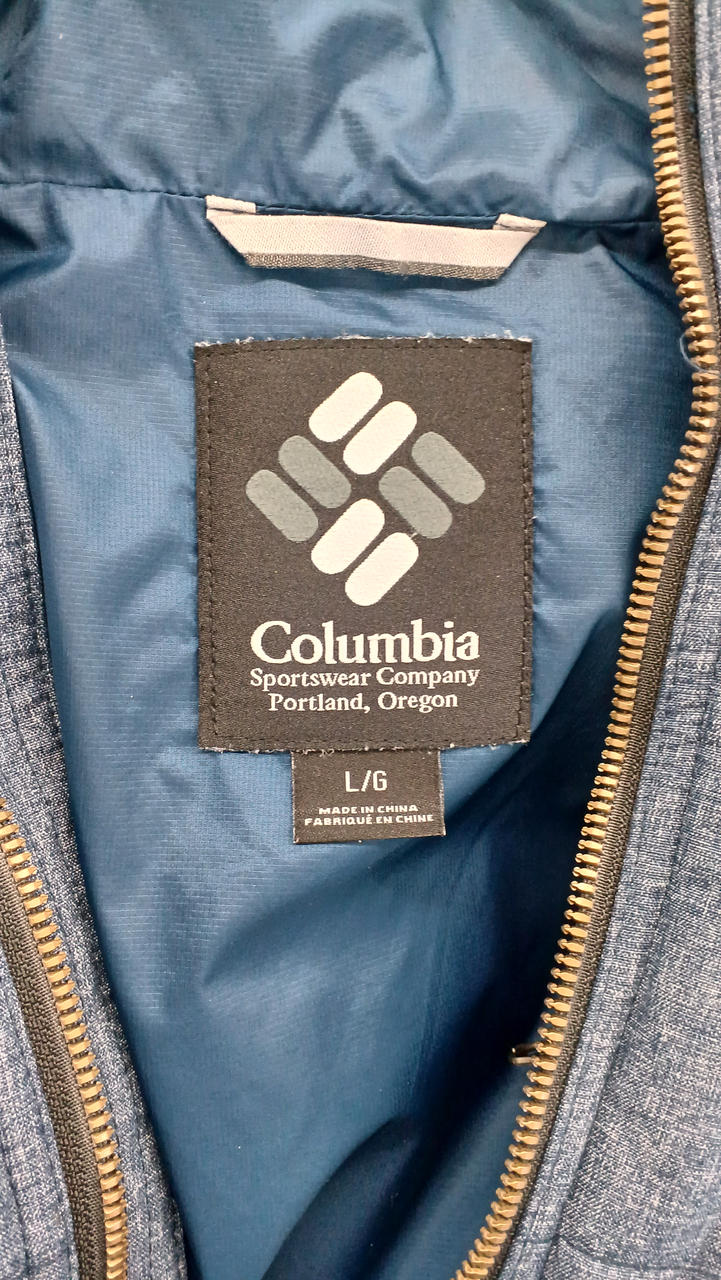 Columbia
Sportswear Company
Portland, Oregon
L/G
MADE IN CHINA
FABRIQUÉ EN CHINE